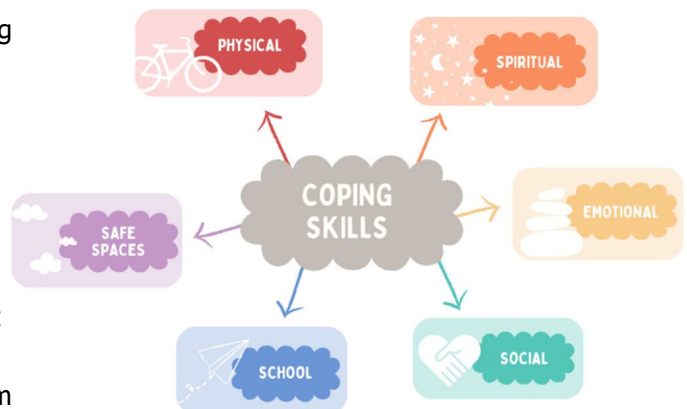 PHYSICAL
SPIRITUAL
COPING
SKILLS
EMOTIONAL
SAFE
SPACES
SCHOOL
SOCIAL